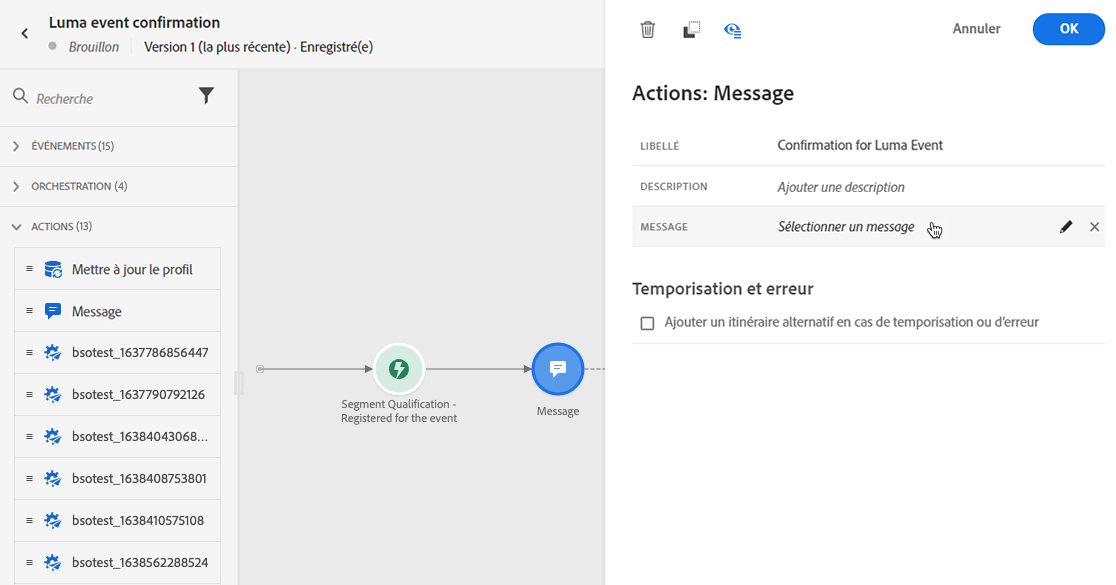 Luma event confirmation
Brouillon Version 1 (la plus récente) · Enregistré(e)
Recherche
ÉVÉNEMENTS (15)
ORCHESTRATION (4)
ACTIONS (13)
Mettre à jour le profil
Message
bsotest_1637786856447
bsotest_1637790792126
bsotest_16384043068...
bsotest_1638408753801
bsotest_1638410575108
bsotest_1638562288524
Segment Qualification -
Registered for the event
Message
Annuler OK
Actions: Message
LIBELLÉ Confirmation for Luma Event
DESCRIPTION Ajouter une description
MESSAGE Sélectionner un message
Temporisation et erreur
Ajouter un itinéraire alternatif en cas de temporisation ou d'erreur